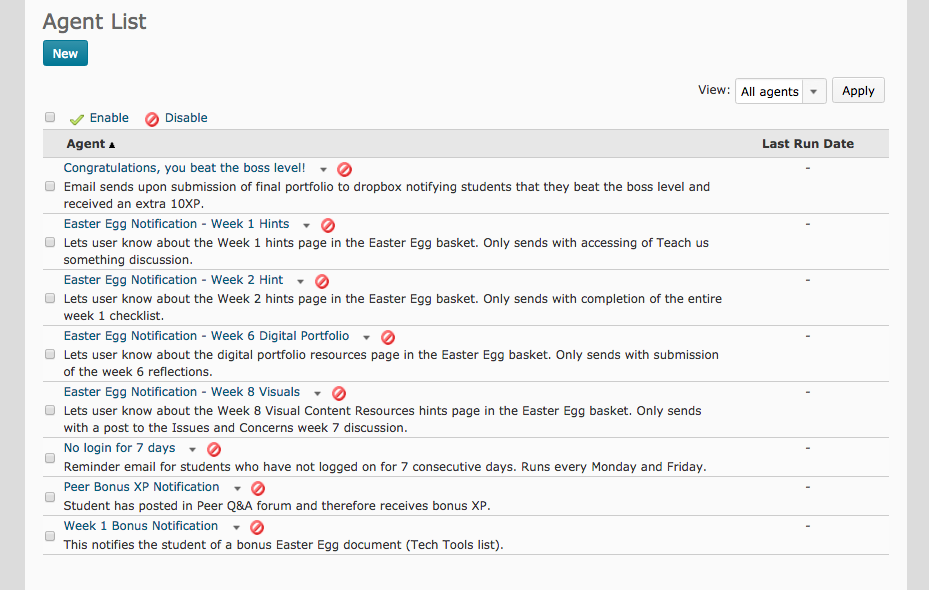 Agent List
New
View: All agents Apply
Enable Disable
Agent Last Run Date
Congratulations, you beat the boss level! -
Email sends upon submission of final portfolio to dropbox notifying students that they beat the boss level and
received an extra 10XP.
Easter Egg Notification - Week 1 Hints -
Lets user know about the Week 1 hints page in the Easter Egg basket. Only sends with accessing of Teach us
something discussion.
Easter Egg Notification - Week 2 Hint -
Lets user know about the Week 2 hints page in the Easter Egg basket. Only sends with completion of the entire
week 1 checklist.
Easter Egg Notification - Week 6 Digital Portfolio -
Lets user know about the digital portfolio resources page in the Easter Egg basket. Only sends with submission
of the week 6 reflections.
Easter Egg Notification - Week 8 Visuals -
Lets user know about the Week 8 Visual Content Resources hints page in the Easter Egg basket. Only sends
with a post to the Issues and Concerns week 7 discussion.
No login for 7 days -
Reminder email for students who have not logged on for 7 consecutive days. Runs every Monday and Friday.
Peer Bonus XP Notification -
Student has posted in Peer Q&A forum and therefore receives bonus XP.
Week 1 Bonus Notification -
This notifies the student of a bonus Easter Egg document (Tech Tools list).